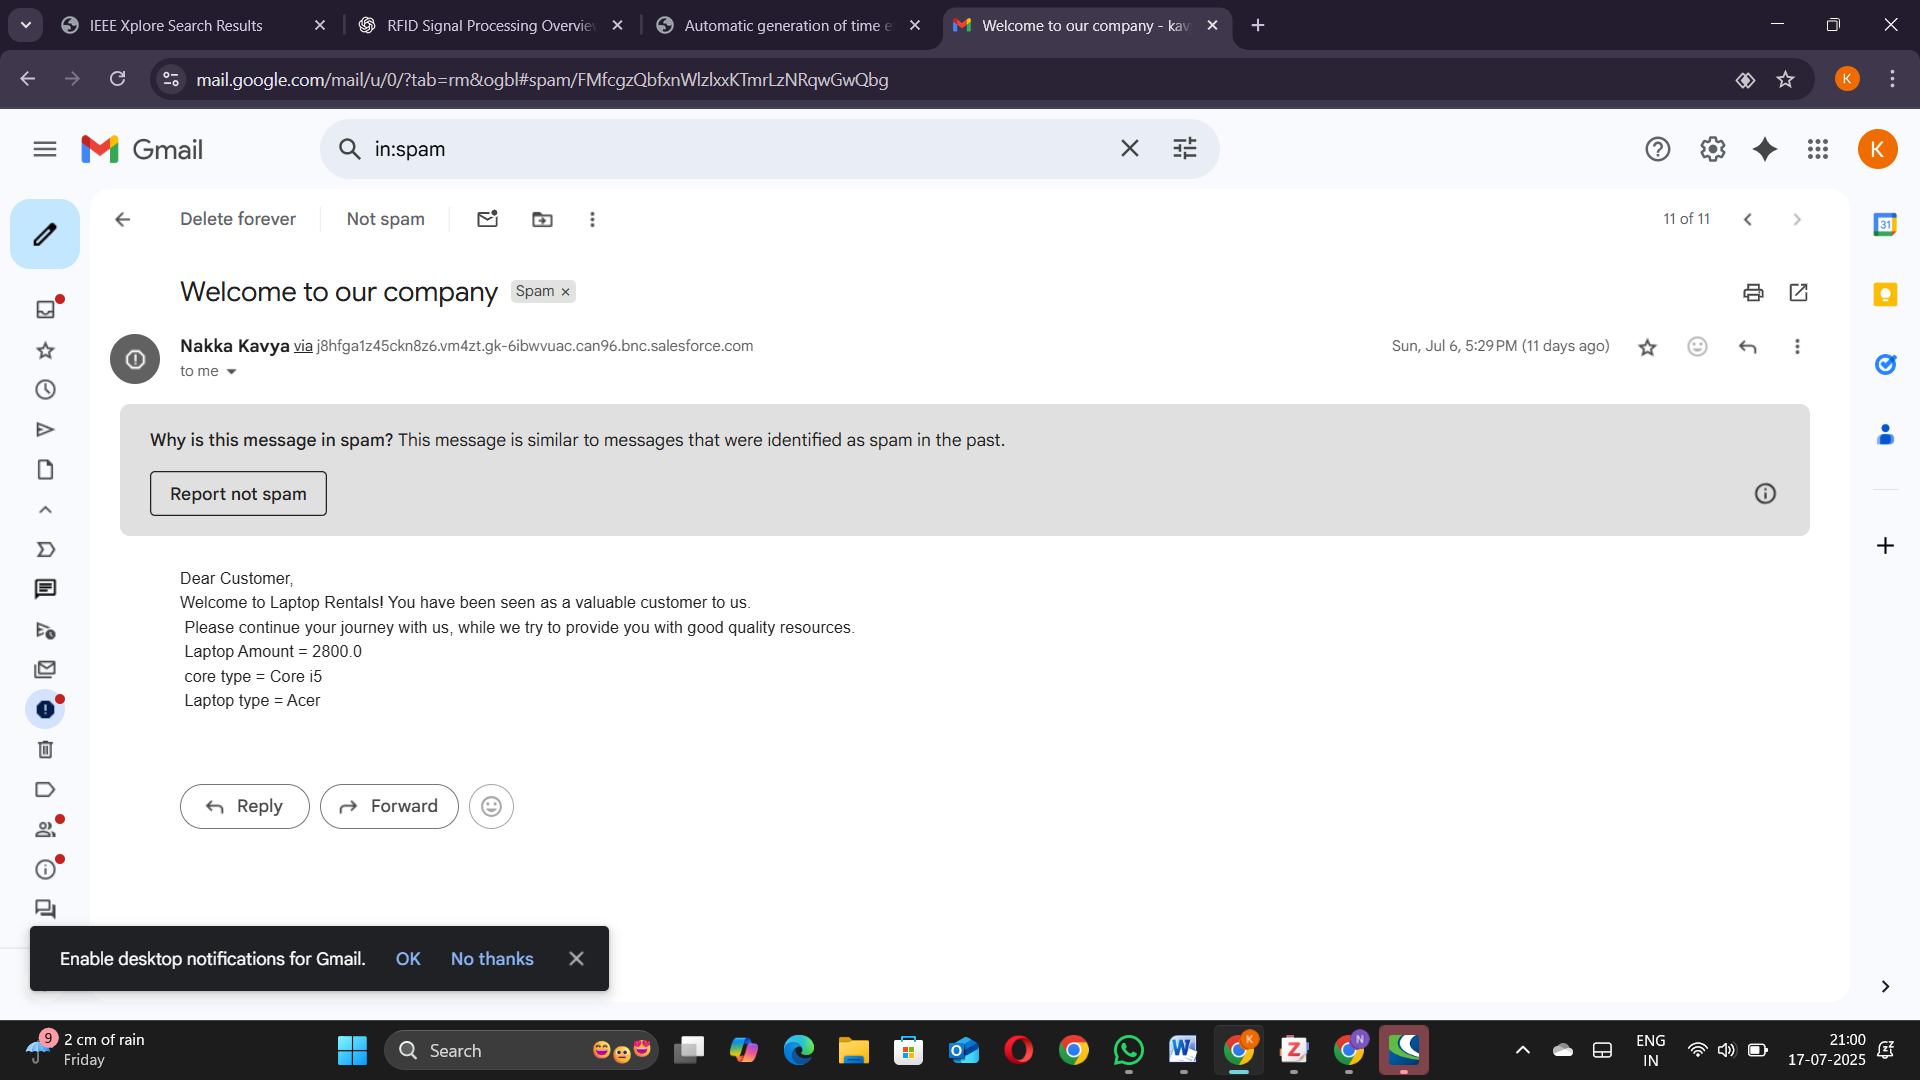 IEEE Xplore Search Results
RFID Signal Processing Overview
Automatic generation of time e
Welcome to our company - kav
mail.google.com/mail/u/0/?tab=rm&ogbl#spam/FMfcgzQbfxnWlzlxxKTmrLzNRqwGwQbg
K
Gmail
in:spam
K
Delete forever
Not spam
11 of 11
31
Welcome to our company
Spam x
Nakka Kavya via j8hfga1z45ckn8z6.vm4zt.gk-6ibwvuac.can96.bnc.salesforce.com
Sun, Jul 6, 5:29 PM (11 days ago)
to me
Why is this message in spam? This message is similar to messages that were identified as spam in the past.
Report not spam
Dear Customer,
Welcome to Laptop Rentals! You have been seen as a valuable customer to us.
Please continue your journey with us, while we try to provide you with good quality resources.
Laptop Amount = 2800.0
core type = Core i5
Laptop type = Acer
Reply
Forward
Enable desktop notifications for Gmail.
OK
No thanks
9
2 cm of rain
Friday
Search
K
N
ENG
IN
21:00
17-07-2025